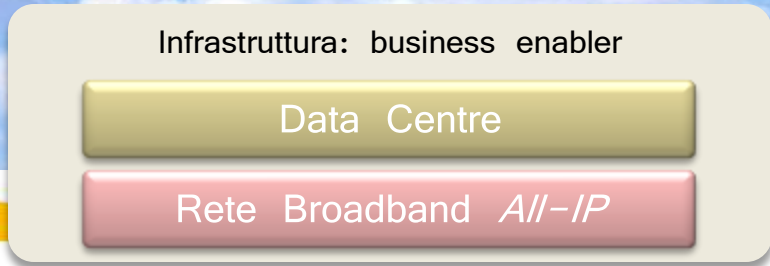 Infrastruttura: business enabler
Data Centre
Rete Broadband All-IP